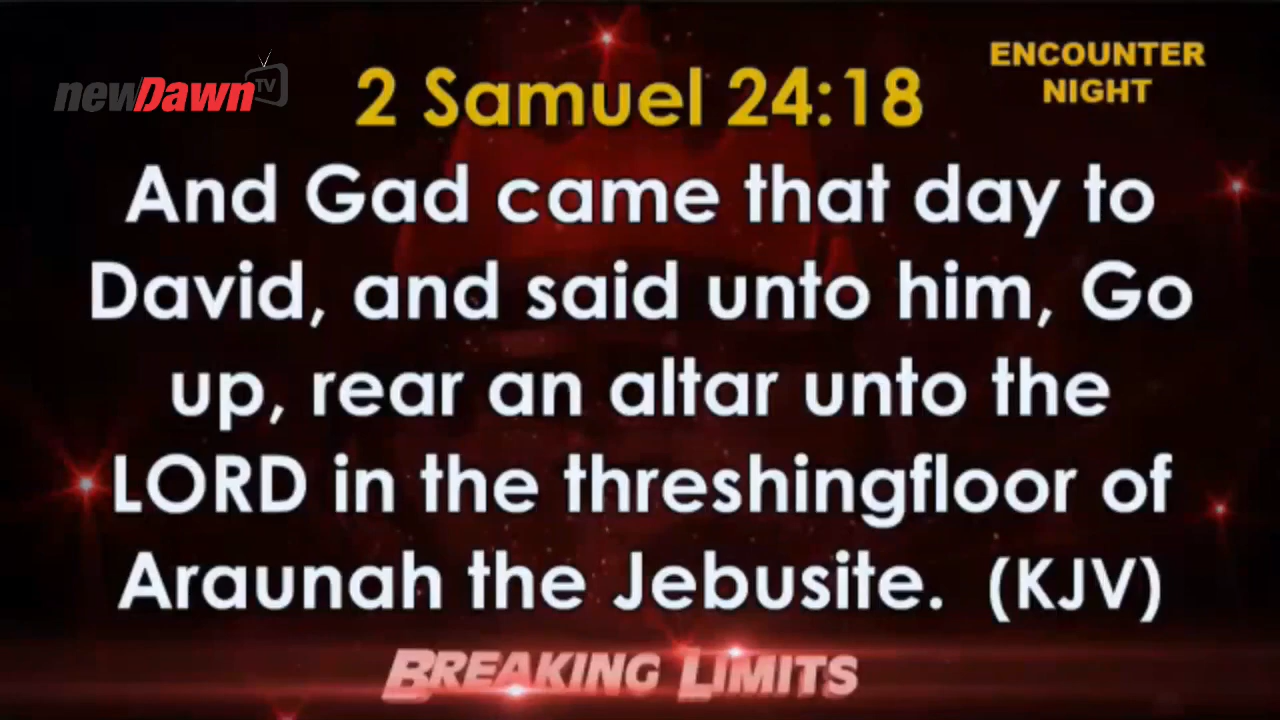 newDawn TV
ENCOUNTER
NIGHT
2 Samuel 24:18
And Gad came that day to
David, and said unto him, Go
up, rear an altar unto the
LORD in the threshingfloor of
Araunah the Jebusite. (KJV)
BREAKING LIMITS